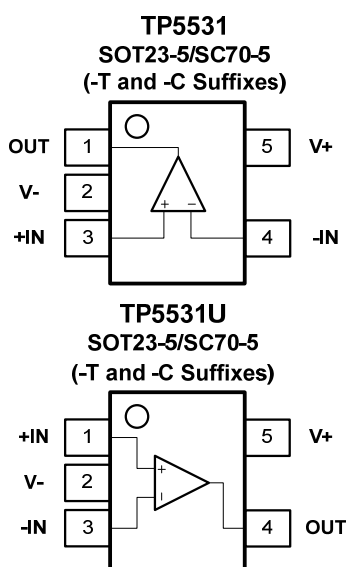 TP5531
SOT23-5/SC70-5
(-T and -C Suffixes)
OUT 1 5 V+
V- 2
+IN 3 + - 4 -IN
TP5531U
SOT23-5/SC70-5
(-T and -C Suffixes)
+IN 1 + 5 V+
V- 2
-IN 3 - 4 OUT